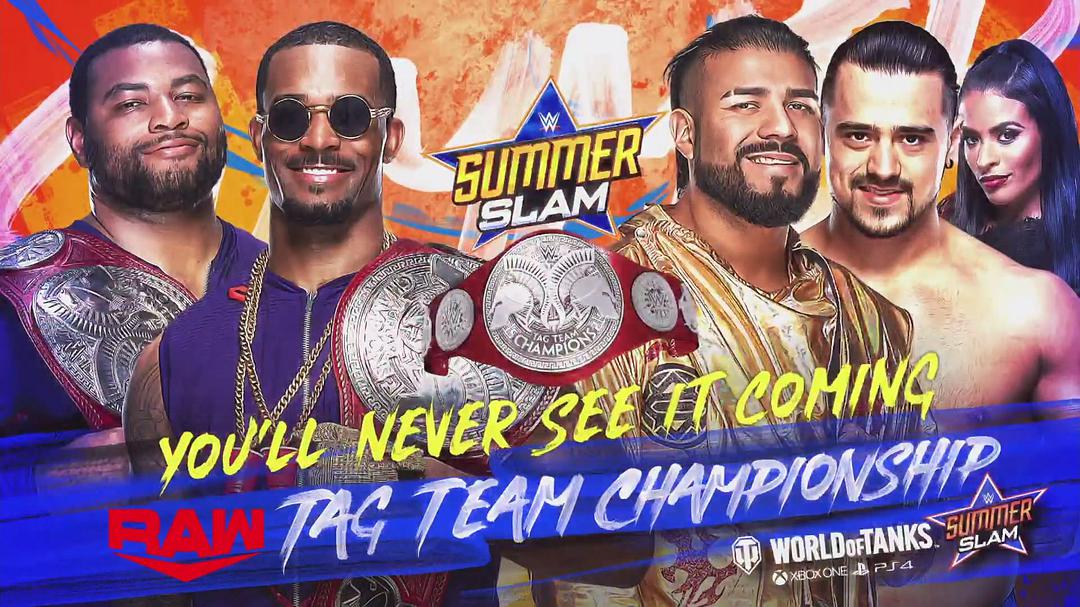 W
SUMMER
SLAM
TAG TEAM
CHAMPIONS
YOU'LL NEVER SEE IT COMING
RAW
TAG TEAM CHAMPIONSHIP
WORLD OF TANKS
XBOX ONE PS4
SUMMER
SLAM